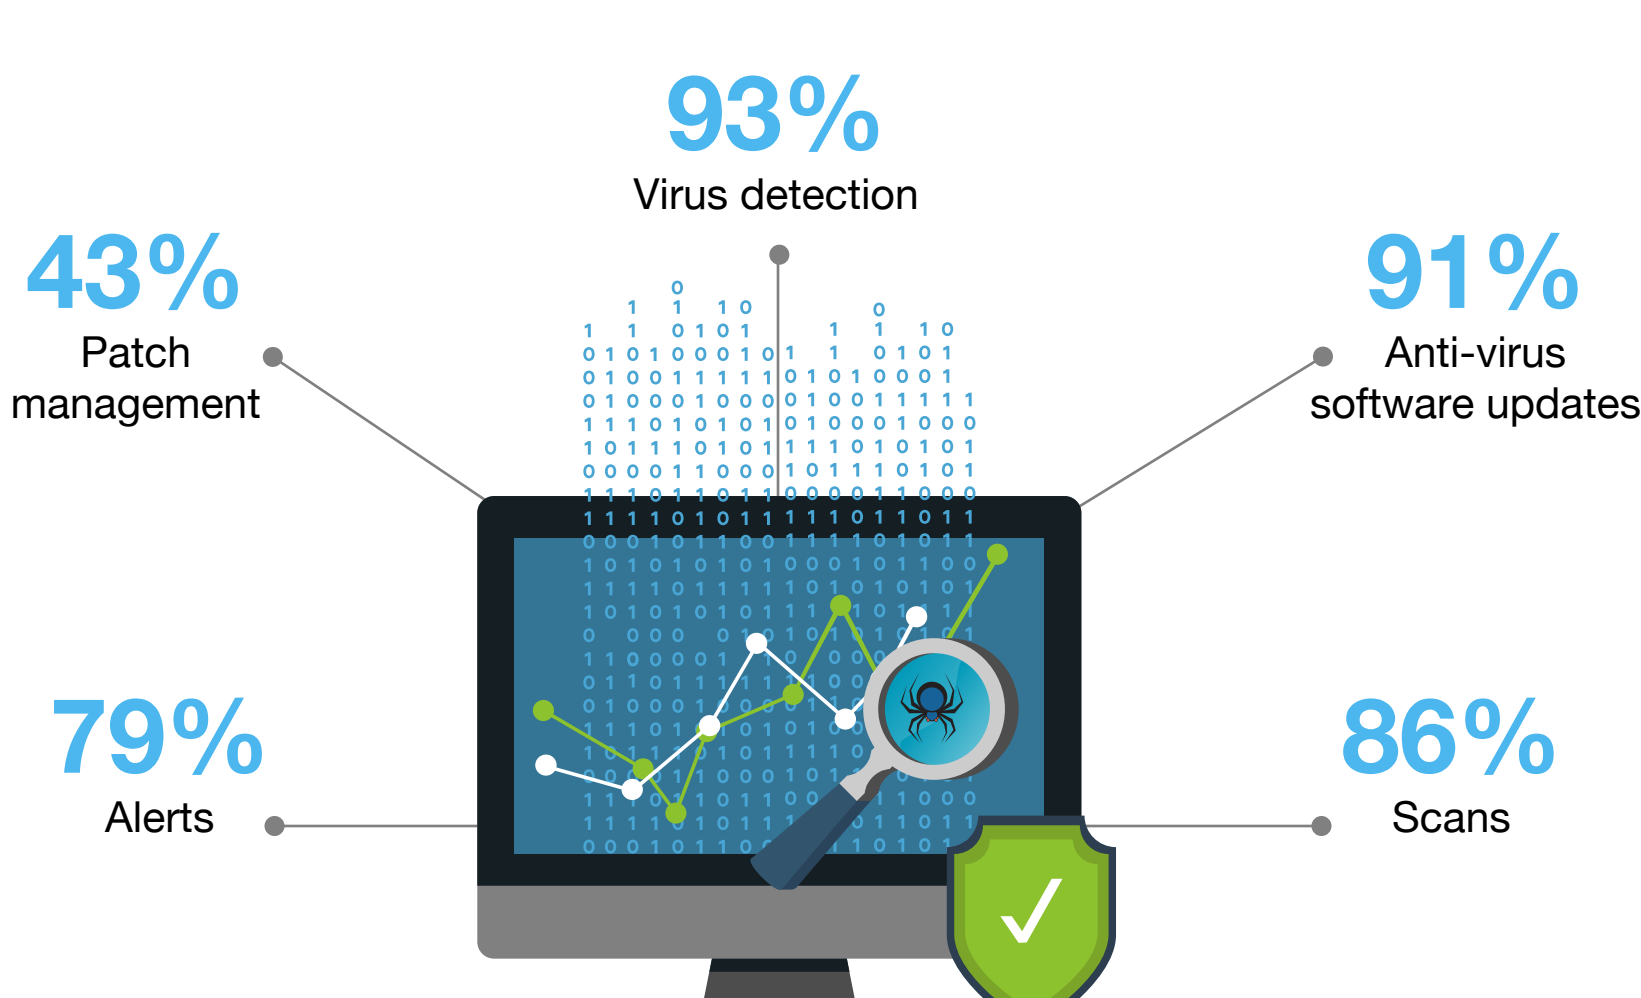 93%
Virus detection
43%
Patch
management
91%
Anti-virus
software updates
79%
Alerts
86%
Scans